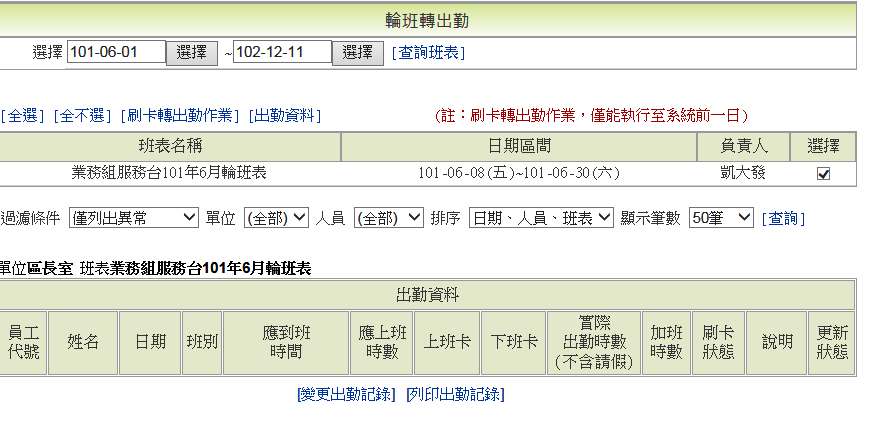 輪班轉出勤
選擇 101-06-01 選擇 ~ 102-12-11 選擇 [查詢班表]
[全選] [全不選] [刷卡轉出勤作業] [出勤資料] (註：刷卡轉出勤作業，僅能執行至系統前一日)
班表名稱 日期區間 負責人 選擇
業務組服務台101年6月輪班表 101-06-08(五)~101-06-30(六) 凱大發
過濾條件 僅列出異常 單位 (全部) 人員 (全部) 排序 日期、人員、班表 顯示筆數 50筆 [查詢]
單位區長室 班表業務組服務台101年6月輪班表
出勤資料
員工代號 姓名 日期 班別 應到班時間 應上班時數 上班卡 下班卡 實際出勤時數(不含請假) 加班時數 刷卡狀態 說明 更新狀態
[變更出勤記錄] [列印出勤記錄]